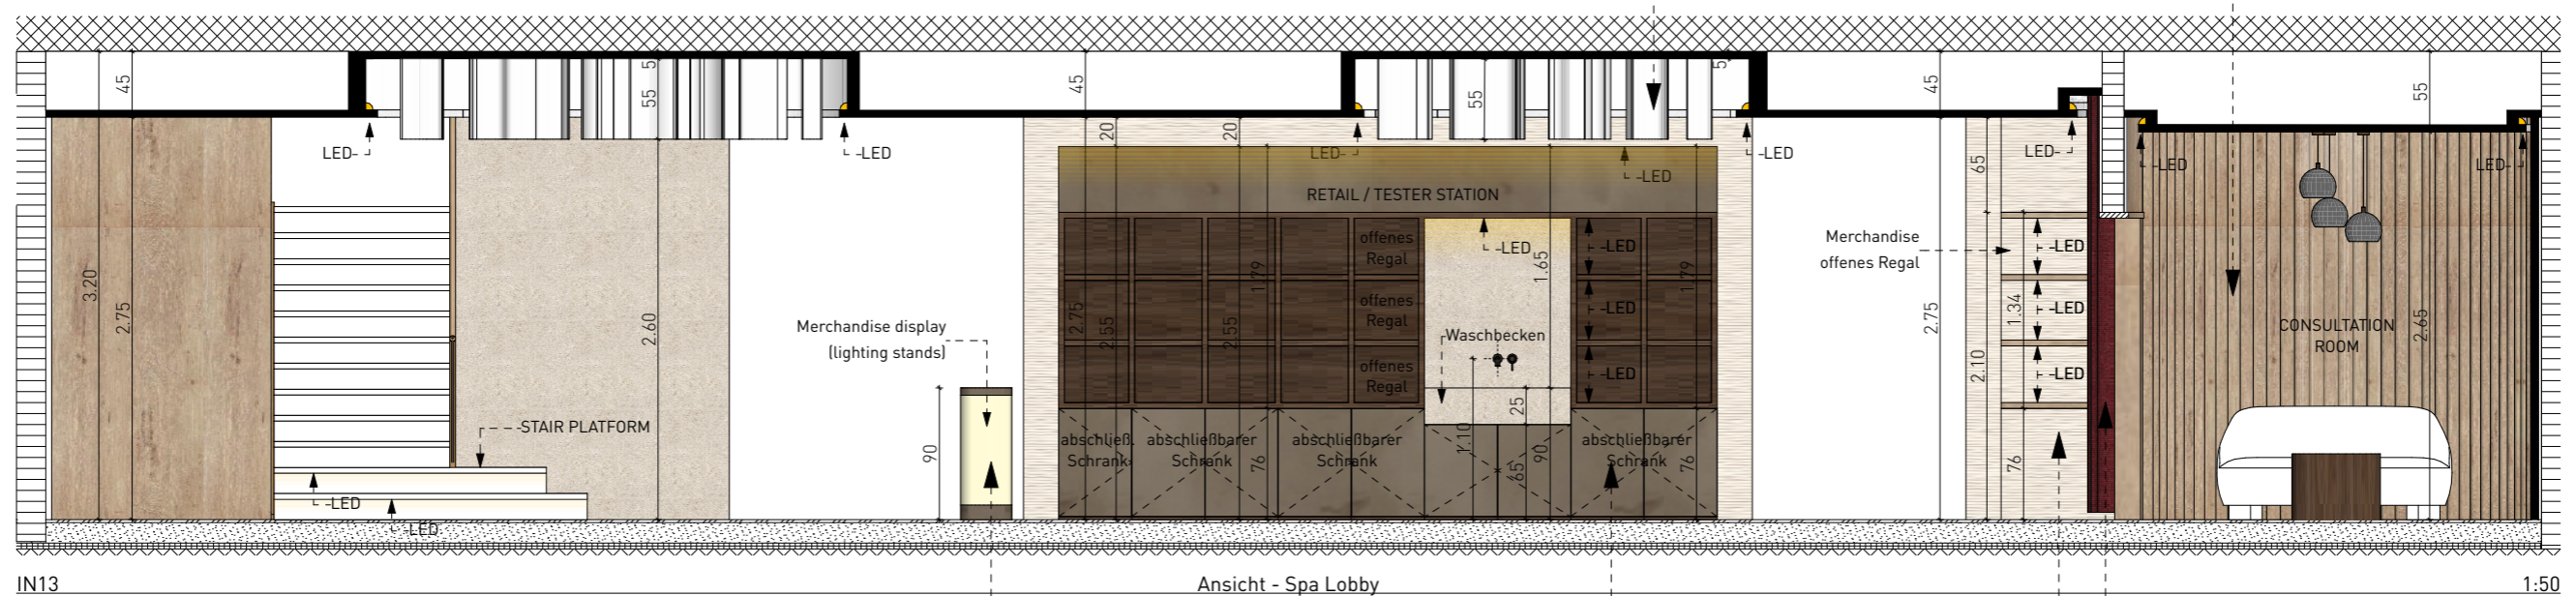 45
5
55
45
55
5
45
55
LED
LED
20
20
LED
LED
LED
LED
LED
LED
65
RETAIL / TESTER STATION
3.20
2.75
2.60
offenes
Regal
LED
LED
1.79
1.65
1.79
Merchandise
offenes Regal
LED
Merchandise display
(lighting stands)
2.75
2.55
2.55
offenes
Regal
LED
2.75
1.34
LED
CONSULTATION
ROOM
2.65
Waschbecken
offenes
Regal
LED
2.10
LED
STAIR PLATFORM
90
25
abschließ.
Schrank
abschließbarer
Schrank
76
abschließbarer
Schrank
1.10
65
90
abschließbarer
Schrank
76
76
LED
LED
IN13
Ansicht - Spa Lobby
1:50